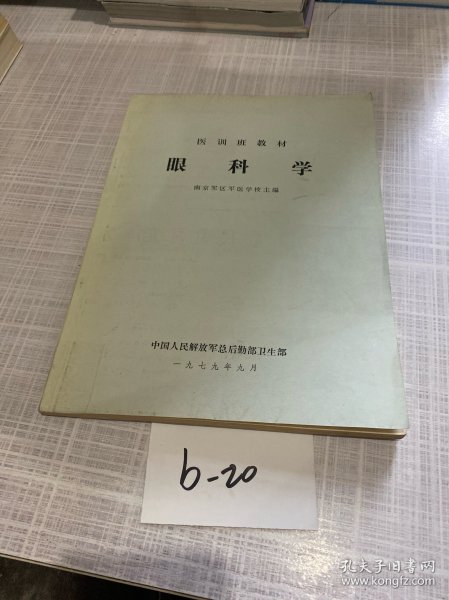 医训班教材
眼科学
南京军区军医学校主编
中国人民解放军总后勤部卫生部
一九七九年九月
b-20
孔夫子旧书网
www.kongfz.com